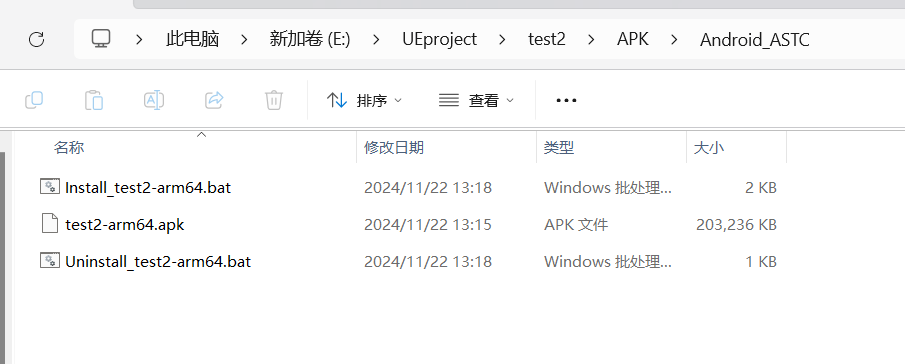 此电脑 > 新加卷 (E:) > UEproject > test2 > APK > Android_ASTC
排序 查看 •••
名称 修改日期 类型 大小
Install_test2-arm64.bat 2024/11/22 13:18 Windows 批处理... 2 KB
test2-arm64.apk 2024/11/22 13:15 APK 文件 203,236 KB
Uninstall_test2-arm64.bat 2024/11/22 13:18 Windows 批处理... 1 KB